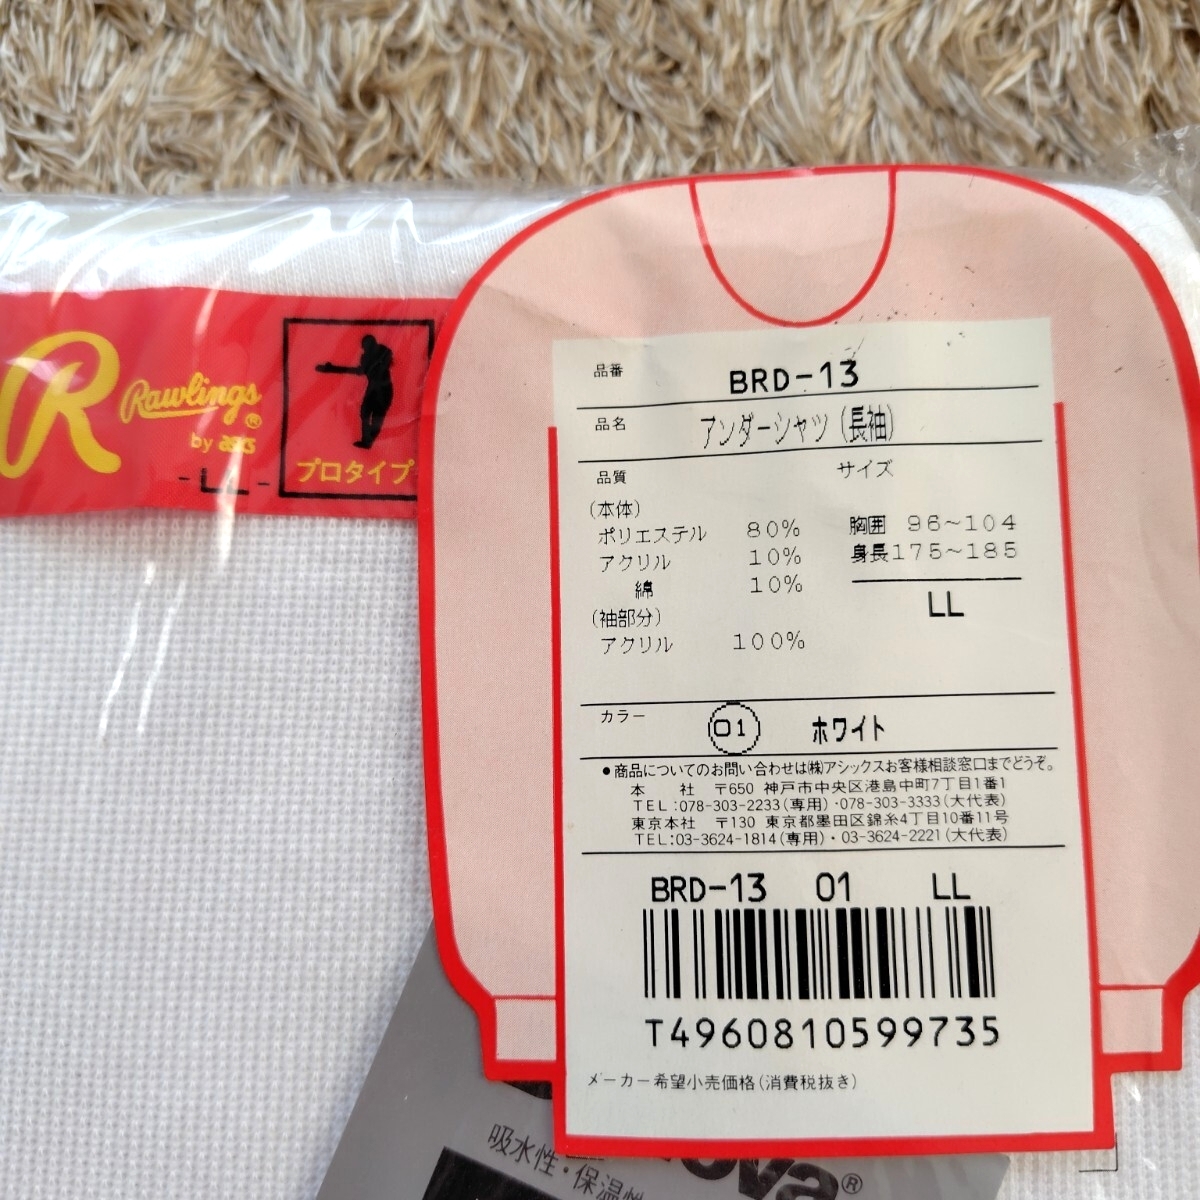 R Rawlings®
by asics
-LL-
プロタイプ
品番 BRD-13
品名 アンダーシャツ(長袖)
品質 サイズ
(本体)
ポリエステル 80% 胸囲 96~104
アクリル 10% 身長175~185
綿 10%
LL
(袖部分)
アクリル 100%
カラー 01 ホワイト
●商品についてのお問い合わせは㈱アシックスお客様相談窓口までどうぞ。
本 社 〒650 神戸市中央区港島中町7丁目1番1
TEL:078-303-2233(専用)・078-303-3333(大代表)
東京本社 〒130 東京都墨田区錦糸4丁目10番11号
TEL:03-3624-1814(専用)・03-3624-2221(大代表)
BRD-13 01 LL
T4960810599735
メーカー希望小売価格(消費税抜き)
吸水性・保温性